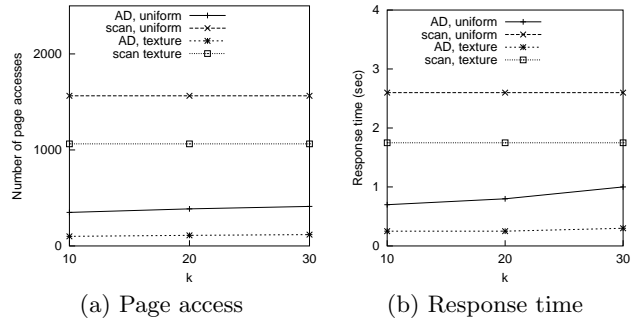 AD, uniform
scan, uniform
AD, texture
scan texture
2000
1000
0
Number of page accesses
10 20 30
k
(a) Page access
AD, uniform
scan, uniform
AD, texture
scan, texture
4
3
2
1
0
Response time (sec)
10 20 30
k
(b) Response time